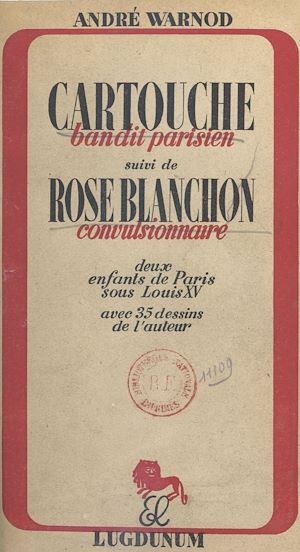 ANDRÉ WARNOD
CARTOUCHE
bandit parisien
suivi de
ROSE BLANCHON
convulsionnaire
deux
enfants de Paris
sous Louis XV
avec 35 dessins
de l'auteur
R.F.
11109
EL
LUGDUNUM